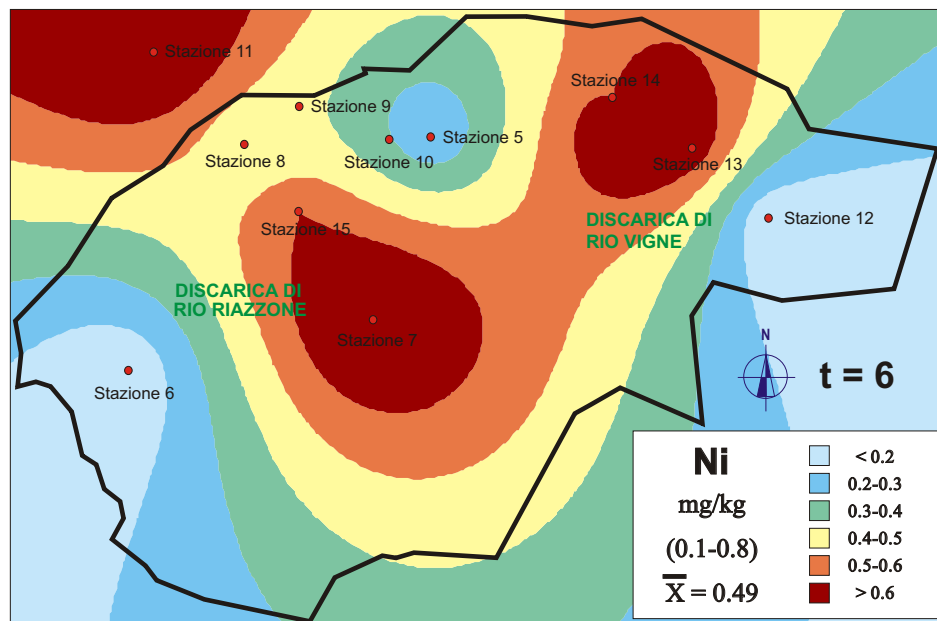 Stazione 11
Stazione 14
Stazione 9
Stazione 5
Stazione 8
Stazione 10
Stazione 13
DISCARICA DI
RIO VIGNE
Stazione 12
Stazione 15
DISCARICA DI
RIO RIAZZONE
Stazione 7
N
t = 6
Stazione 6
Ni
mg/kg
(0.1-0.8)
X̅ = 0.49
< 0.2
0.2-0.3
0.3-0.4
0.4-0.5
0.5-0.6
> 0.6